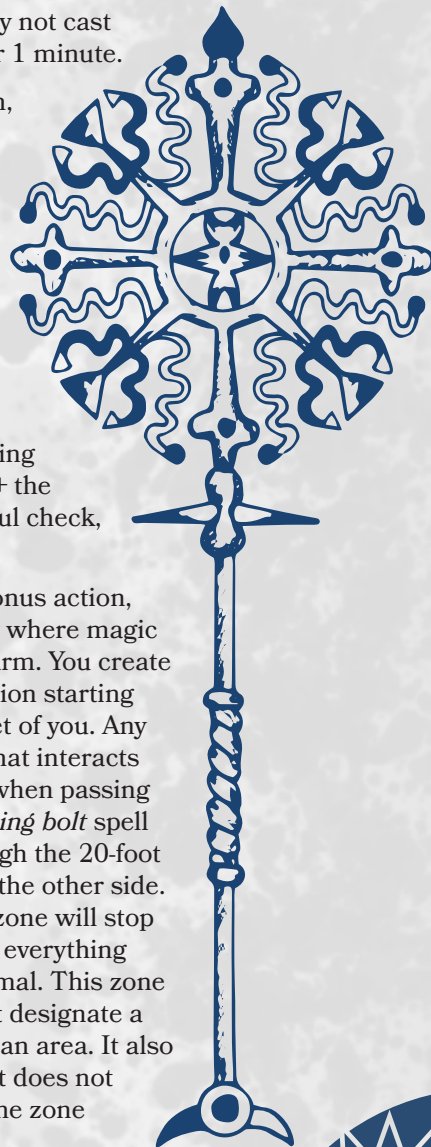 y not cast
r 1 minute.
n,
ing
+ the
ul check,
onus action,
where magic
rm. You create
ion starting
et of you. Any
hat interacts
when passing
ing bolt spell
gh the 20-foot
the other side.
zone will stop
everything
mal. This zone
t designate a
an area. It also
t does not
he zone